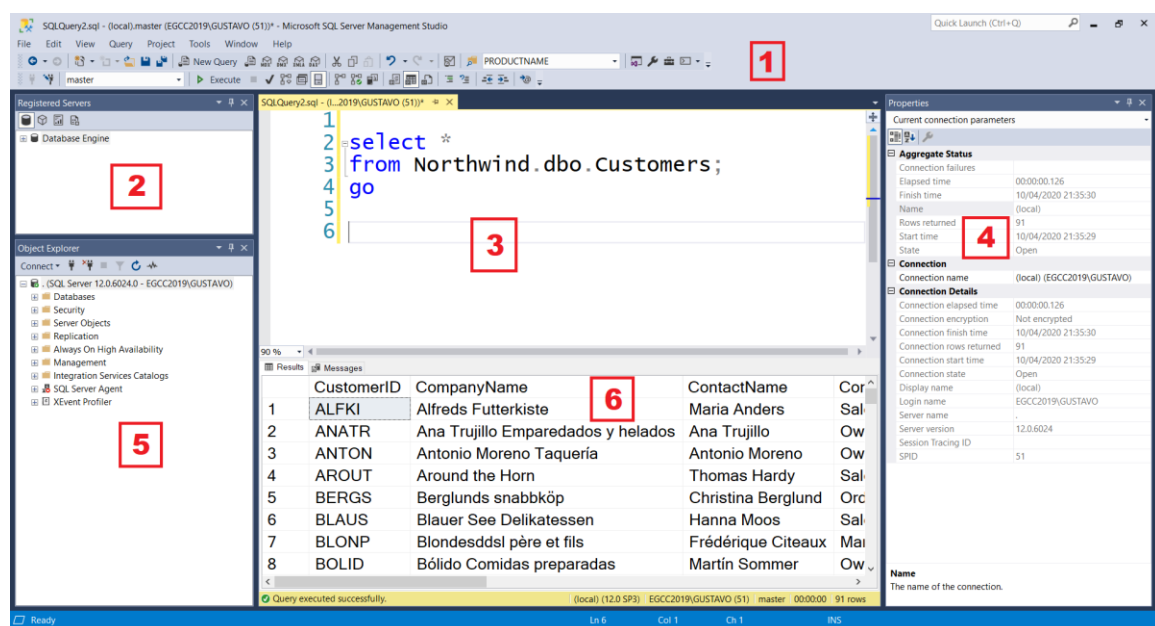 SQLQuery2.sql - (local).master (EGCC2019\GUSTAVO (51))* - Microsoft SQL Server Management Studio
Quick Launch (Ctrl+Q)
File Edit View Query Project Tools Window Help
New Query MDX DMX XMLA DAX PRODUCTNAME
1
master Execute
Registered Servers
Database Engine
2
SQLQuery2.sql - (l...2019\GUSTAVO (51))*
1
2 select *
3 from Northwind.dbo.Customers;
4 go
5
6
3
Properties
Current connection parameters
Aggregate Status
Connection failures
Elapsed time 00:00:00.126
Finish time 10/04/2020 21:35:30
Name (local)
Rows returned 91
Start time 10/04/2020 21:35:29
State Open
4
Connection
Connection name (local) (EGCC2019\GUSTAVO)
Connection Details
Connection elapsed time 00:00:00.126
Connection encryption Not encrypted
Connection finish time 10/04/2020 21:35:30
Connection rows returned 91
Connection start time 10/04/2020 21:35:29
Connection state Open
Display name (local)
Login name EGCC2019\GUSTAVO
Server name .
Server version 12.0.6024
Session Tracing ID
SPID 51
Name
The name of the connection.
Object Explorer
Connect
. (SQL Server 12.0.6024.0 - EGCC2019\GUSTAVO)
Databases
Security
Server Objects
Replication
Always On High Availability
Management
Integration Services Catalogs
SQL Server Agent
XEvent Profiler
5
90 %
Results Messages
6
CustomerID CompanyName ContactName Cor
1 ALFKI Alfreds Futterkiste Maria Anders Sal
2 ANATR Ana Trujillo Emparedados y helados Ana Trujillo Ow
3 ANTON Antonio Moreno Taquería Antonio Moreno Ow
4 AROUT Around the Horn Thomas Hardy Sal
5 BERGS Berglunds snabbköp Christina Berglund Ord
6 BLAUS Blauer See Delikatessen Hanna Moos Sal
7 BLONP Blondesddsl père et fils Frédérique Citeaux Mar
8 BOLID Bólido Comidas preparadas Martín Sommer Ow
Query executed successfully. (local) (12.0 SP3) EGCC2019\GUSTAVO (51) master 00:00:00 91 rows
Ready Ln 6 Col 1 Ch 1 INS